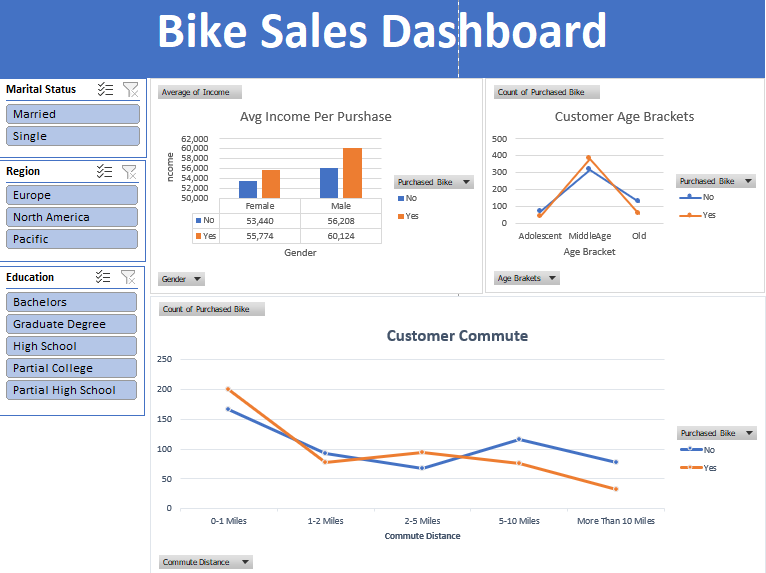 Bike Sales Dashboard
Marital Status
Married
Single
Region
Europe
North America
Pacific
Education
Bachelors
Graduate Degree
High School
Partial College
Partial High School
Average of Income
Avg Income Per Purshase
Income
62,000
60,000
58,000
56,000
54,000
52,000
50,000
Female Male
No 53,440 56,208
Yes 55,774 60,124
Gender
Purchased Bike
No
Yes
Gender
Count of Purchased Bike
Customer Age Brackets
500
400
300
200
100
0
Adolescent MiddleAge Old
Age Bracket
Purchased Bike
No
Yes
Age Brakets
Count of Purchased Bike
Customer Commute
250
200
150
100
50
0
0-1 Miles 1-2 Miles 2-5 Miles 5-10 Miles More Than 10 Miles
Commute Distance
Purchased Bike
No
Yes
Commute Distance